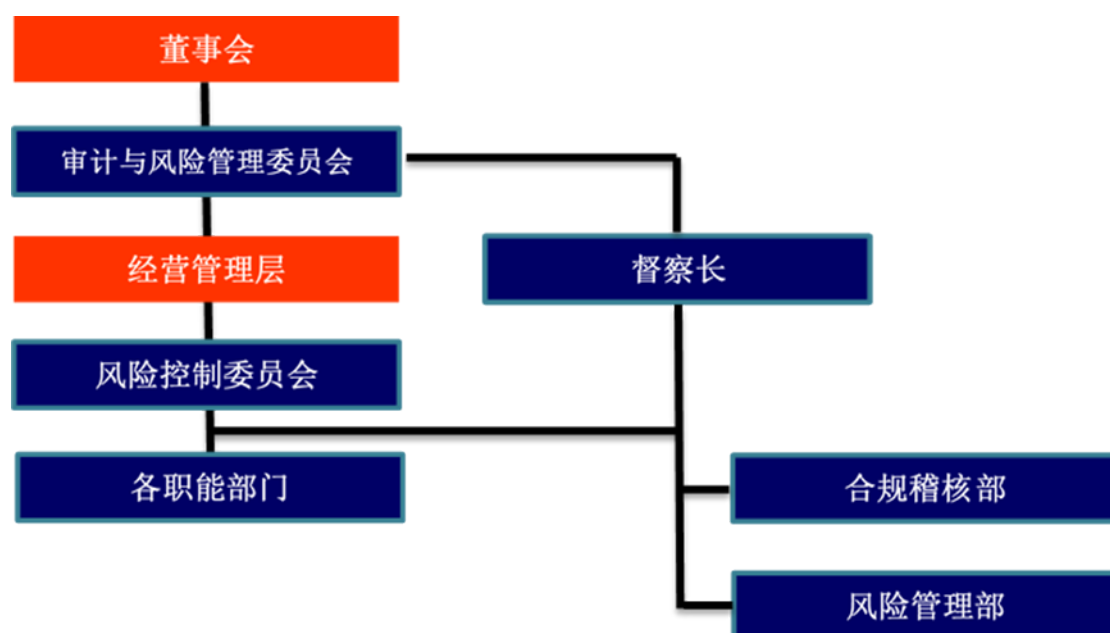 董事会
审计与风险管理委员会
经营管理层
督察长
风险控制委员会
各职能部门
合规稽核部
风险管理部